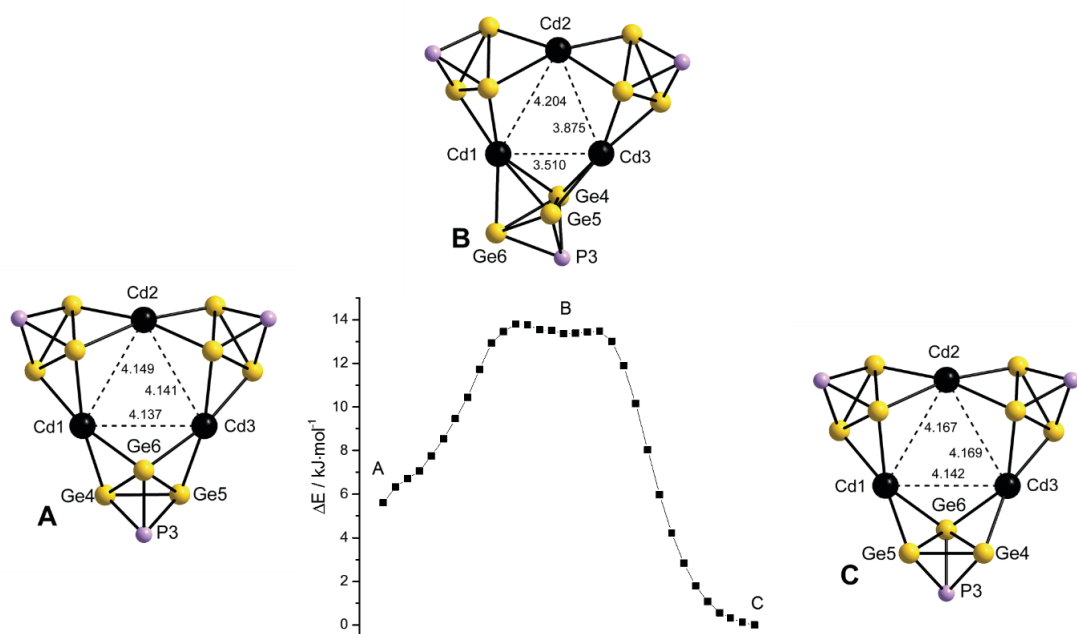 Cd2
4.204
3.875
Cd1
3.510
Cd3
Ge4
Ge5
B
Ge6
P3
Cd2
4.149
4.141
4.137
Cd1
Cd3
Ge6
Ge4
Ge5
A
P3
ΔE / kJ·mol⁻¹
14
12
10
8
6
4
2
0
A
B
C
Cd2
4.167
4.169
4.142
Cd1
Cd3
Ge6
Ge5
Ge4
C
P3